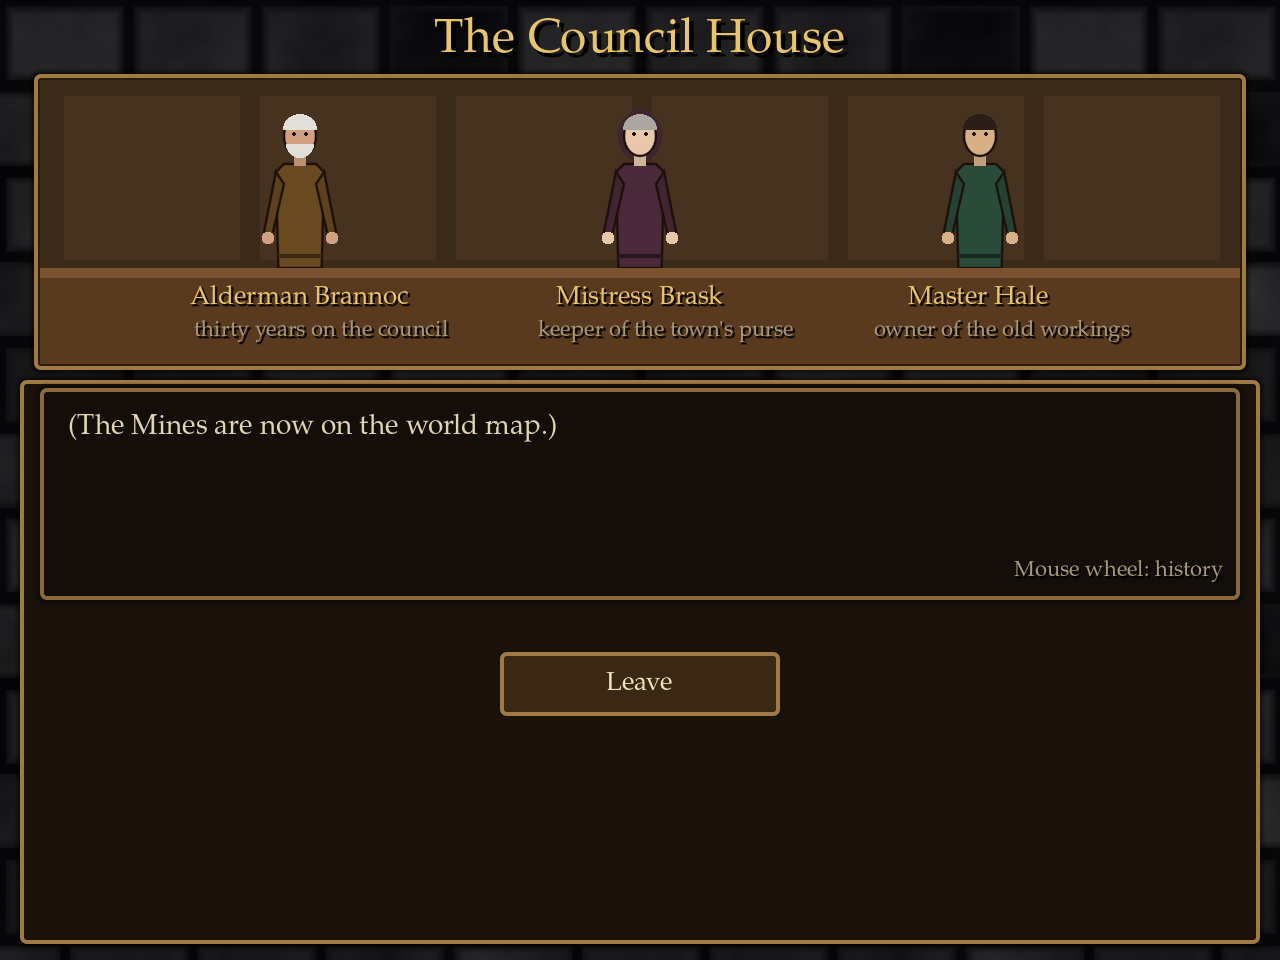 The Council House
Alderman Brannoc
thirty years on the council
Mistress Brask
keeper of the town's purse
Master Hale
owner of the old workings
(The Mines are now on the world map.)
Mouse wheel: history
Leave